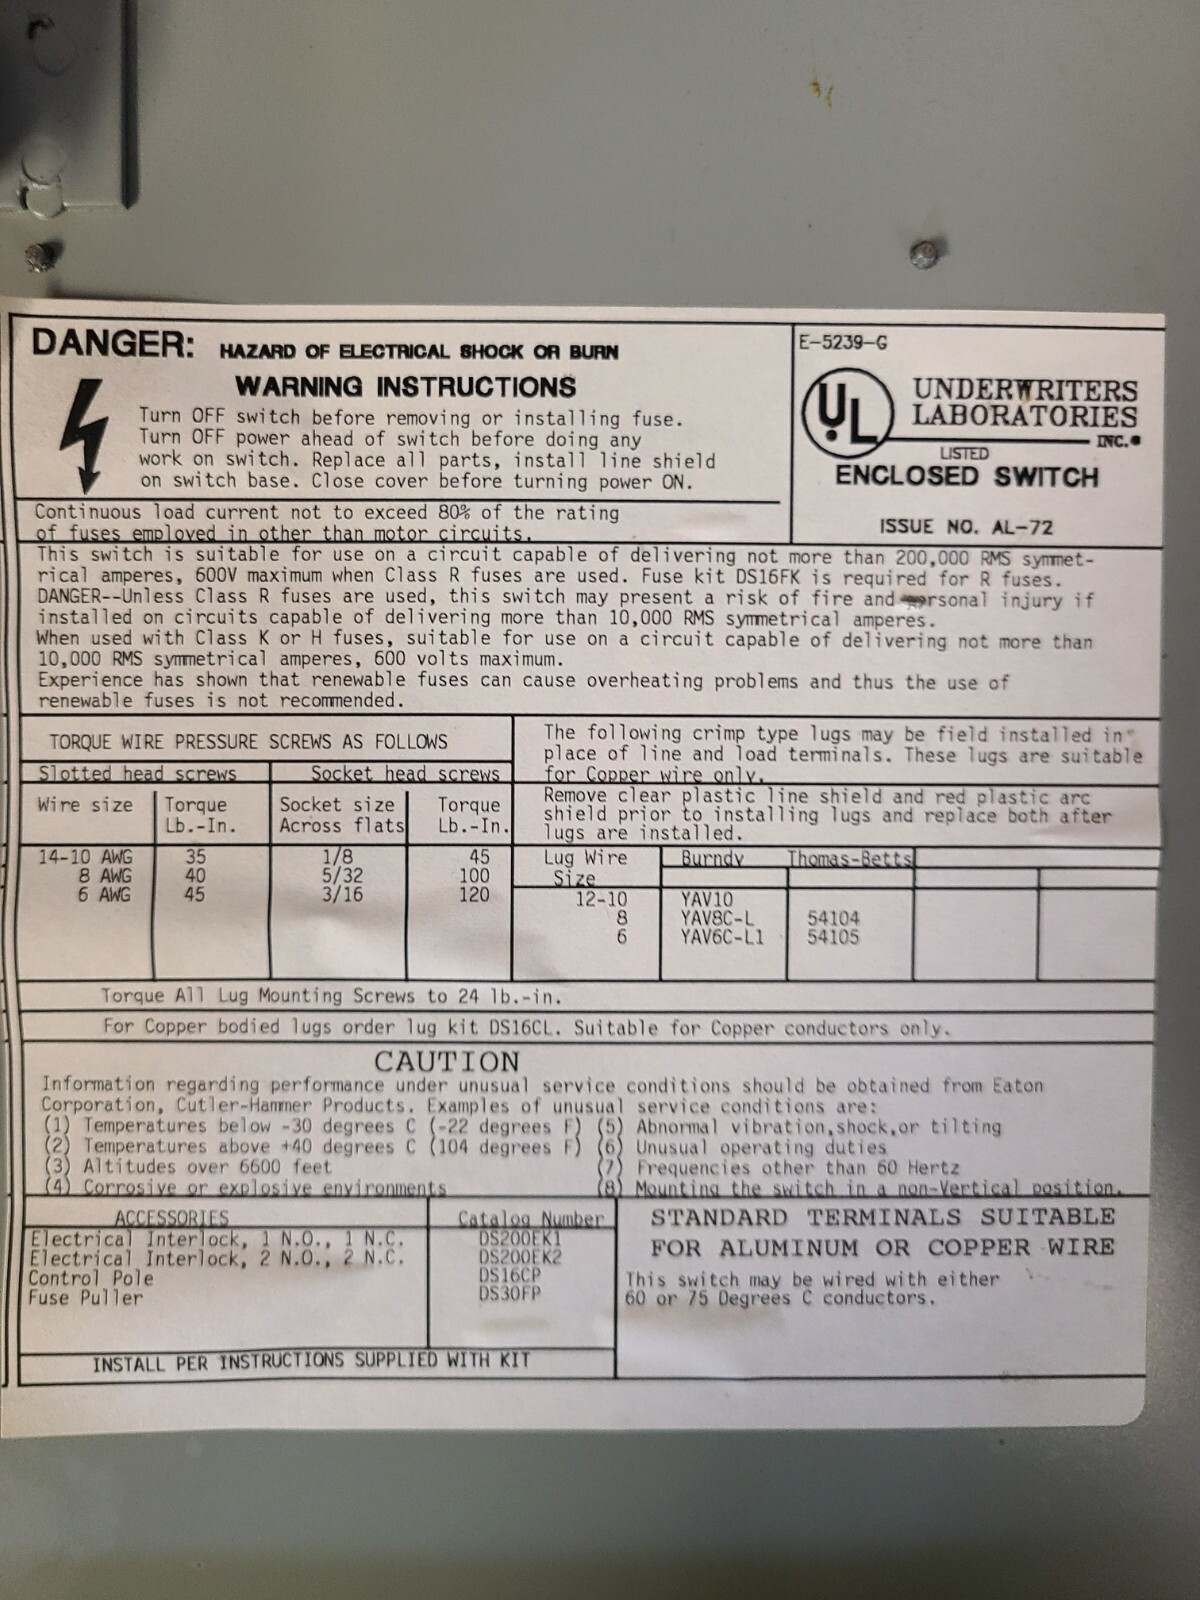 DANGER: HAZARD OF ELECTRICAL SHOCK OR BURN
WARNING INSTRUCTIONS
Turn OFF switch before removing or installing fuse.
Turn OFF power ahead of switch before doing any
work on switch. Replace all parts, install line shield
on switch base. Close cover before turning power ON.
E-5239-G
UL
UNDERWRITERS
LABORATORIES
INC.®
LISTED
ENCLOSED SWITCH
ISSUE NO. AL-72
Continuous load current not to exceed 80% of the rating
of fuses employed in other than motor circuits.
This switch is suitable for use on a circuit capable of delivering not more than 200,000 RMS symmet-
rical amperes, 600V maximum when Class R fuses are used. Fuse kit DS16FK is required for R fuses.
DANGER--Unless Class R fuses are used, this switch may present a risk of fire and personal injury if
installed on circuits capable of delivering more than 10,000 RMS symmetrical amperes.
When used with Class K or H fuses, suitable for use on a circuit capable of delivering not more than
10,000 RMS symmetrical amperes, 600 volts maximum.
Experience has shown that renewable fuses can cause overheating problems and thus the use of
renewable fuses is not recommended.
TORQUE WIRE PRESSURE SCREWS AS FOLLOWS
Slotted head screws Socket head screws
Wire size Torque Lb.-In. Socket size Across flats Torque Lb.-In.
14-10 AWG 35 1/8 45
8 AWG 40 5/32 100
6 AWG 45 3/16 120
The following crimp type lugs may be field installed in
place of line and load terminals. These lugs are suitable
for Copper wire only.
Remove clear plastic line shield and red plastic arc
shield prior to installing lugs and replace both after
lugs are installed.
Lug Wire Size Burndy Thomas-Betts
12-10 YAV10
8 YAV8C-L 54104
6 YAV6C-L1 54105
Torque All Lug Mounting Screws to 24 lb.-in.
For Copper bodied lugs order lug kit DS16CL. Suitable for Copper conductors only.
CAUTION
Information regarding performance under unusual service conditions should be obtained from Eaton
Corporation, Cutler-Hammer Products. Examples of unusual service conditions are:
(1) Temperatures below -30 degrees C (-22 degrees F) (5) Abnormal vibration,shock,or tilting
(2) Temperatures above +40 degrees C (104 degrees F) (6) Unusual operating duties
(3) Altitudes over 6600 feet (7) Frequencies other than 60 Hertz
(4) Corrosive or explosive environments (8) Mounting the switch in a non-Vertical position.
ACCESSORIES Catalog Number
Electrical Interlock, 1 N.O., 1 N.C. DS200EK1
Electrical Interlock, 2 N.O., 2 N.C. DS200EK2
Control Pole DS16CP
Fuse Puller DS30FP
INSTALL PER INSTRUCTIONS SUPPLIED WITH KIT
STANDARD TERMINALS SUITABLE
FOR ALUMINUM OR COPPER WIRE
This switch may be wired with either
60 or 75 Degrees C conductors.